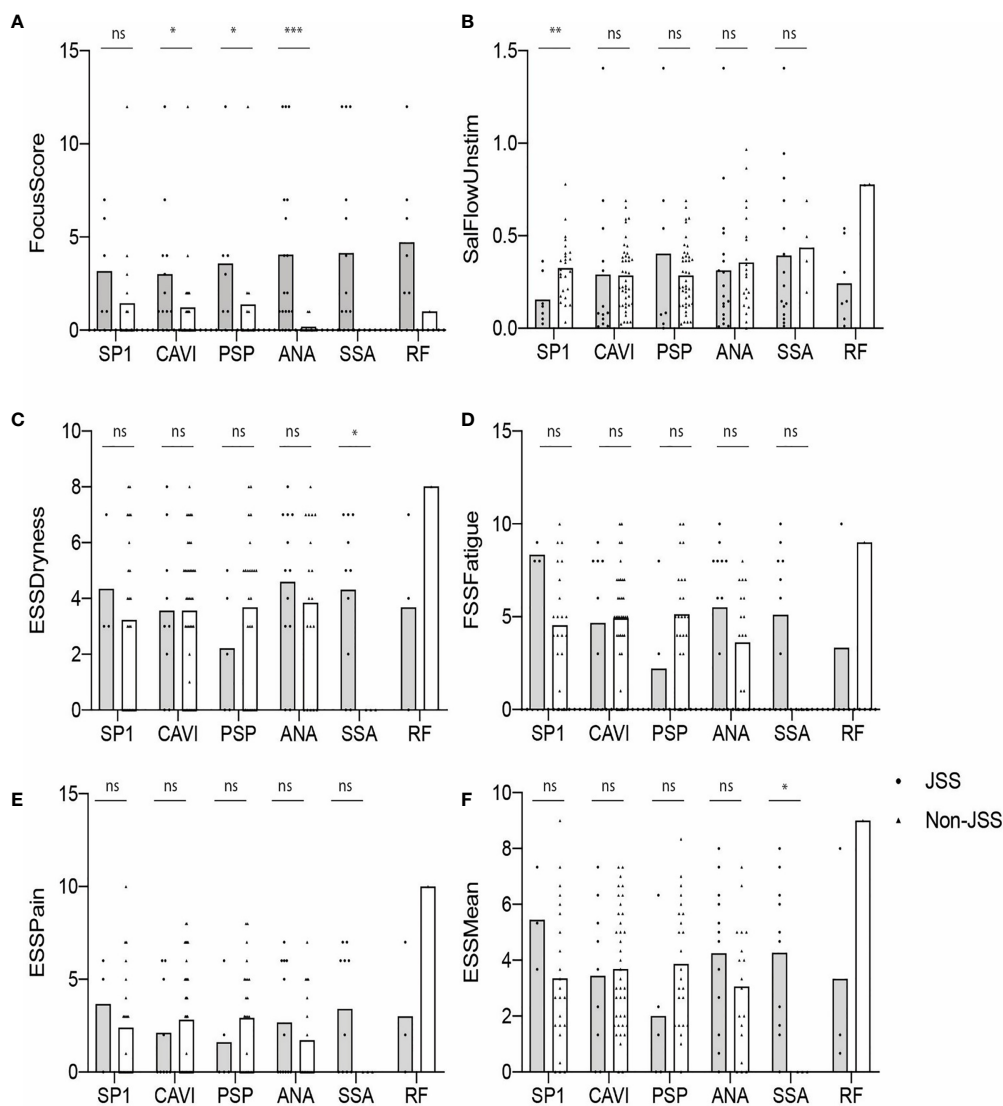 A
ns * * ***
FocusScore
15
10
5
0
SP1 CAVI PSP ANA SSA RF
B
** ns ns ns ns
SalFlowUnstim
1.5
1.0
0.5
0.0
SP1 CAVI PSP ANA SSA RF
C
ns ns ns ns *
ESSDryness
10
8
6
4
2
0
SP1 CAVI PSP ANA SSA RF
D
ns ns ns ns ns
FSSFatigue
15
10
5
0
SP1 CAVI PSP ANA SSA RF
E
ns ns ns ns ns
ESSPain
15
10
5
0
SP1 CAVI PSP ANA SSA RF
F
ns ns ns ns *
ESSMean
10
8
6
4
2
0
SP1 CAVI PSP ANA SSA RF
JSS
Non-JSS